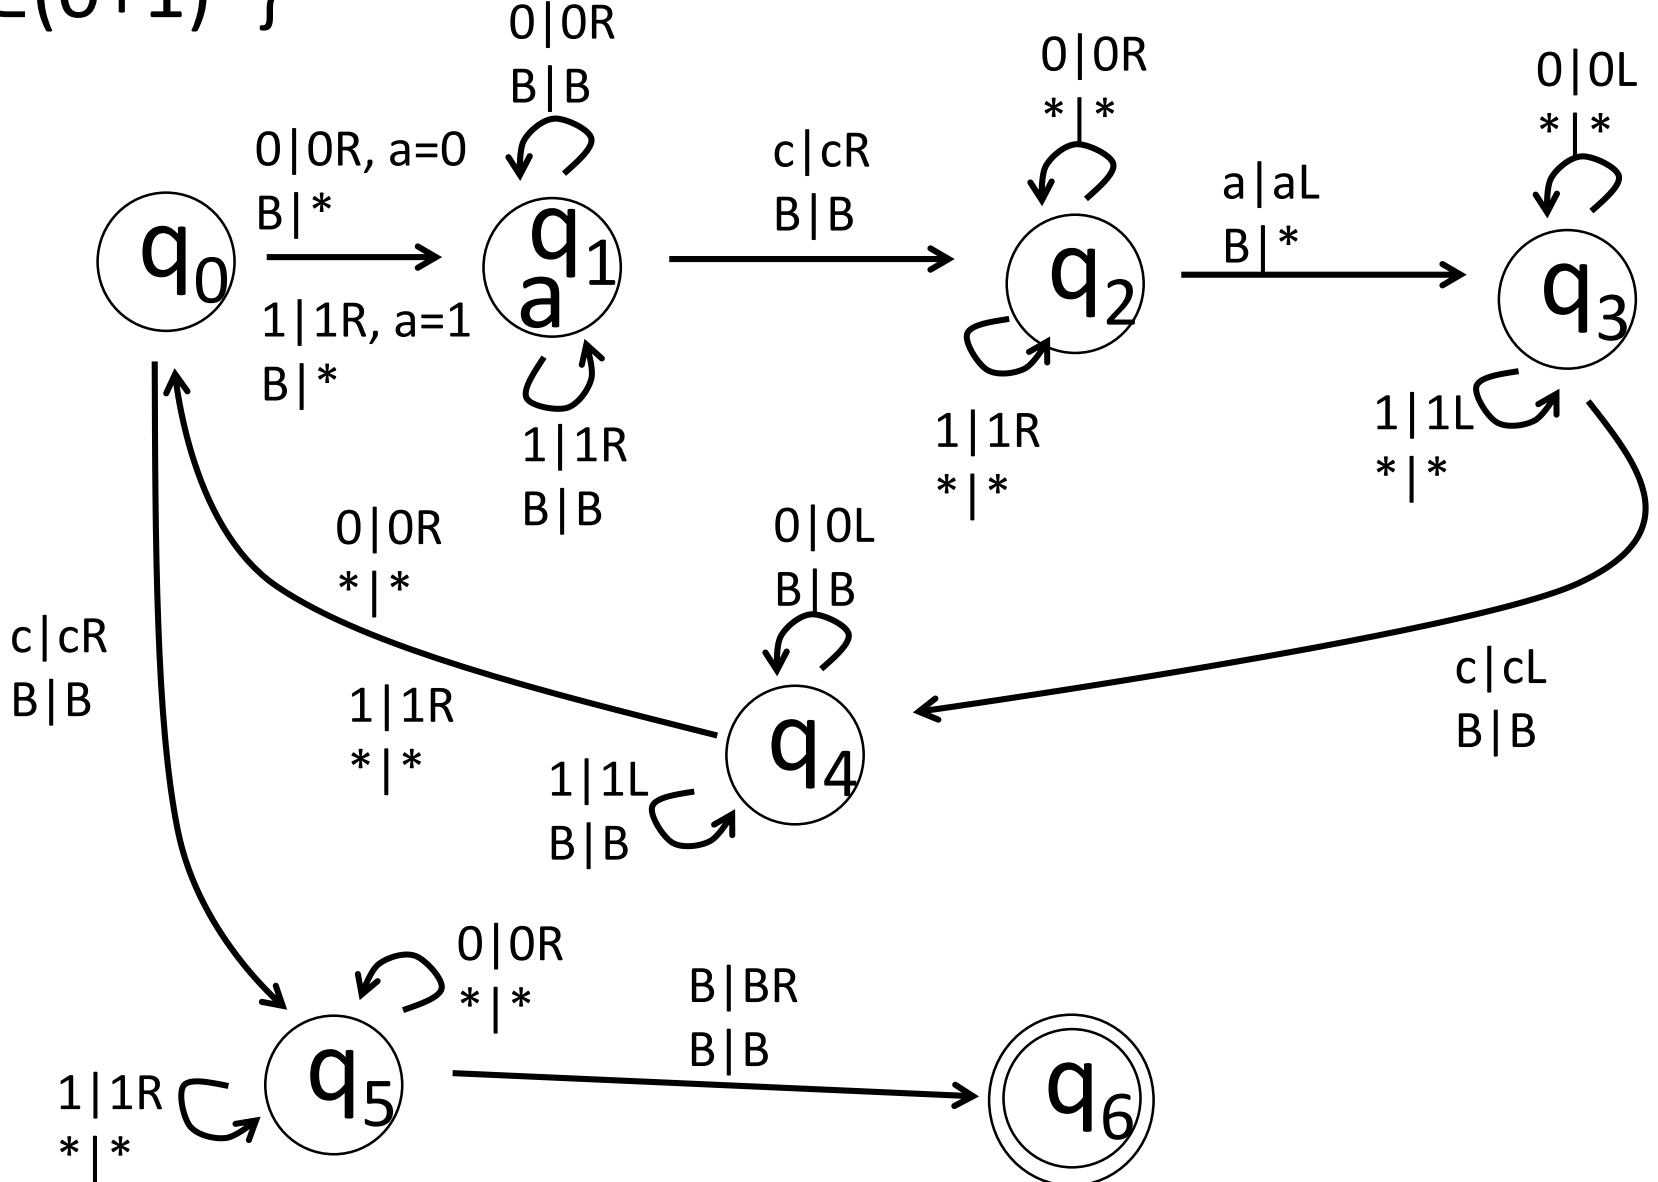 ∈(0+1)* }
0|0R
B|B
0|0R
*|*
0|0L
*|*
0|0R, a=0
B|*
c|cR
B|B
a|aL
B|*
q0
q1
a
q2
q3
1|1R, a=1
B|*
1|1R
B|B
1|1R
*|*
1|1L
*|*
0|0R
*|*
0|0L
B|B
c|cR
B|B
1|1R
*|*
c|cL
B|B
q4
1|1L
B|B
0|0R
*|*
B|BR
B|B
q5
q6
1|1R
*|*